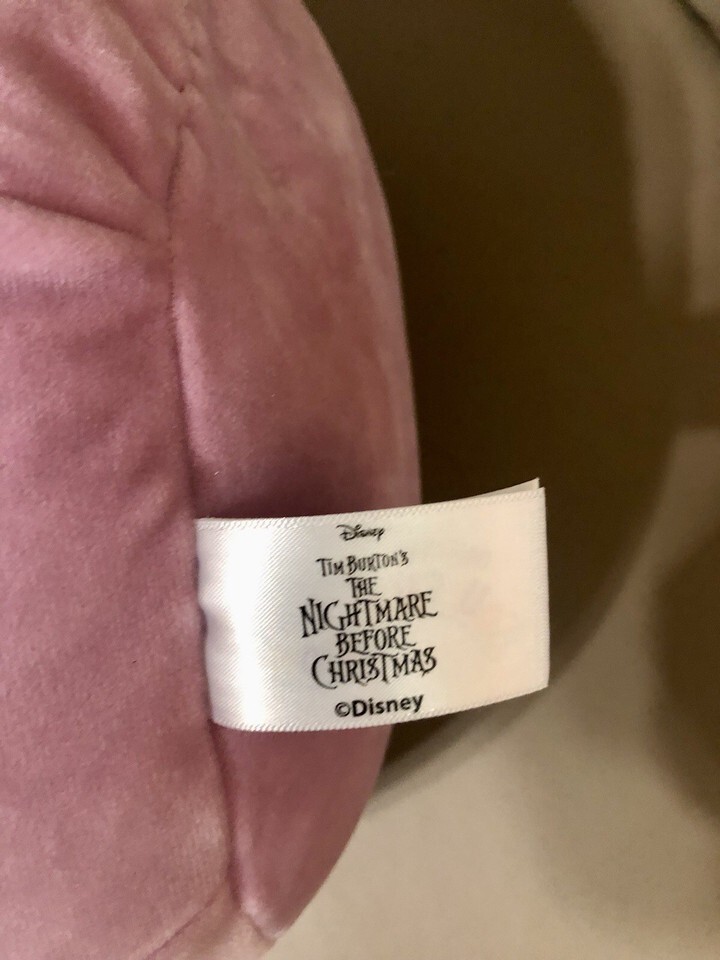 Disney
TIM BURTON'S
THE
NIGHTMARE
BEFORE
CHRISTMAS
©Disney